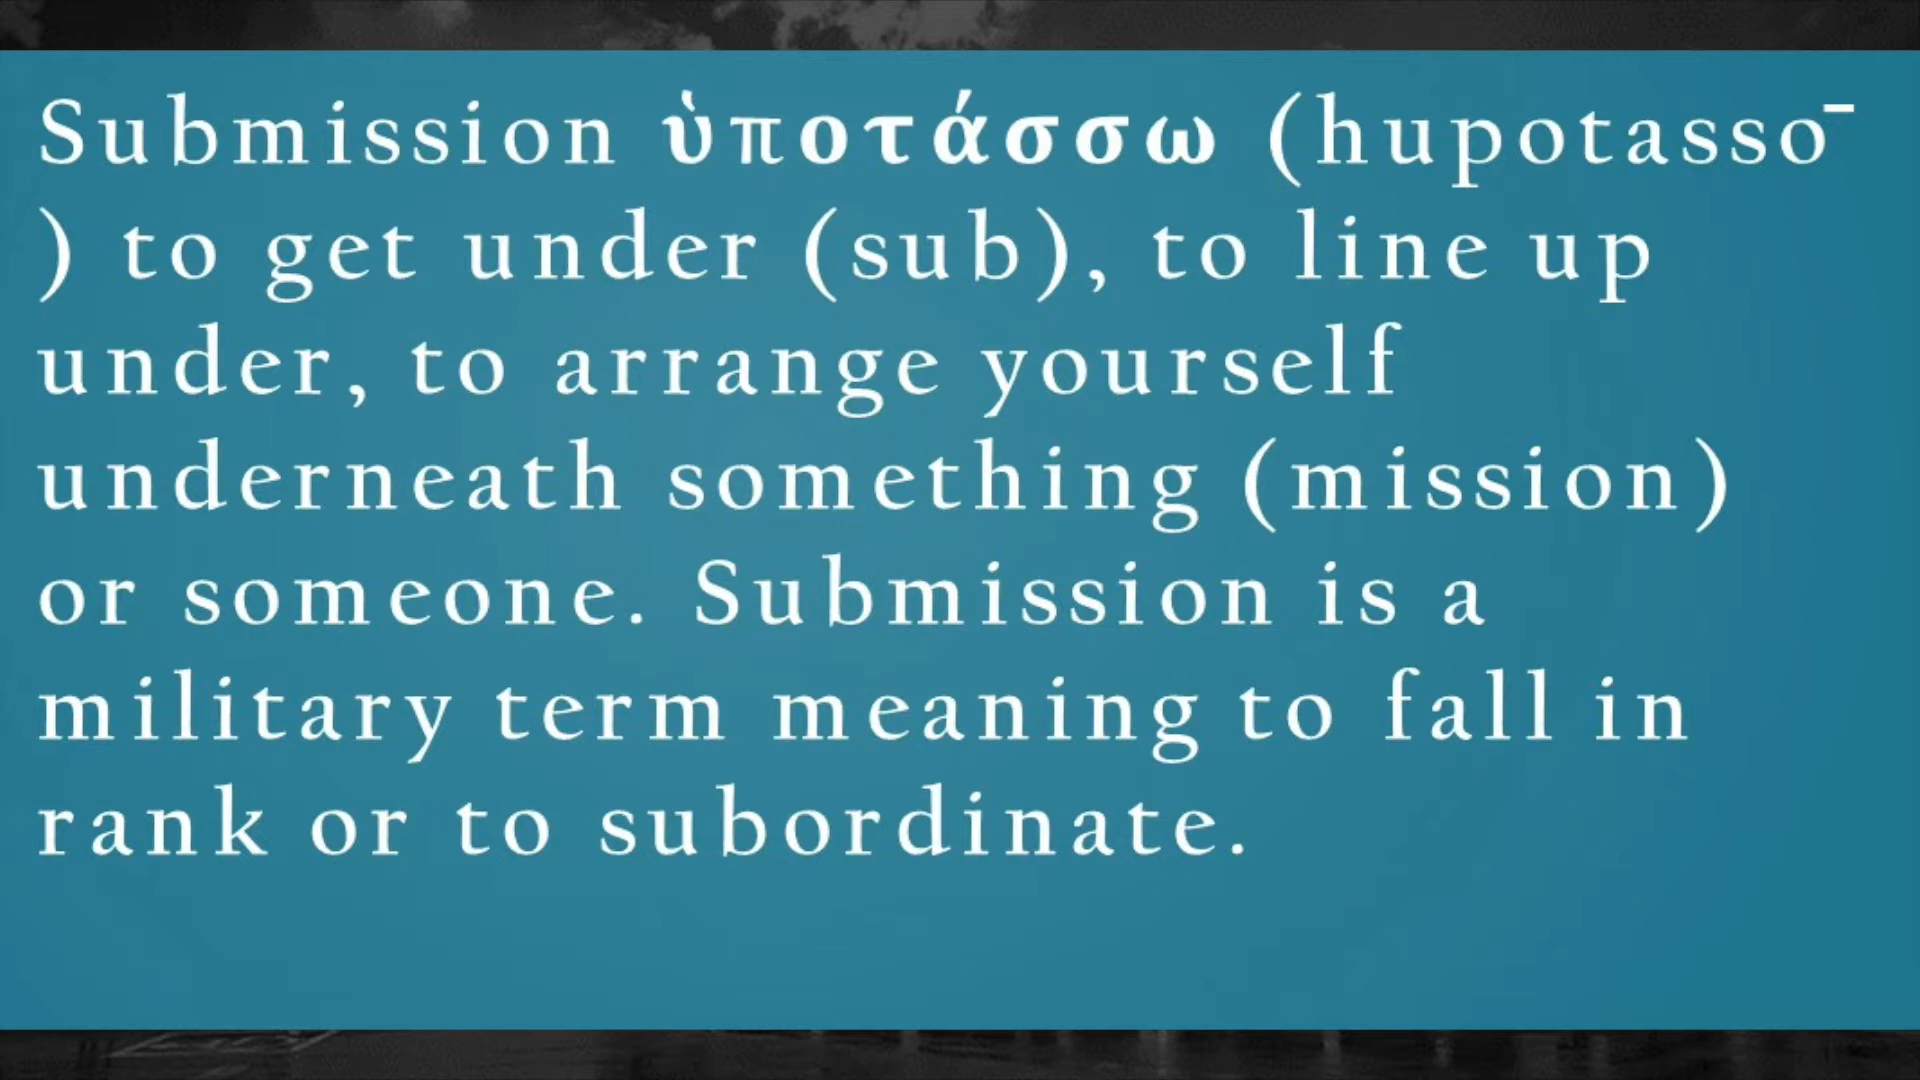 Submission ὑποτάσσω (hupotassō
) to get under (sub), to line up
under, to arrange yourself
underneath something (mission)
or someone. Submission is a
military term meaning to fall in
rank or to subordinate.